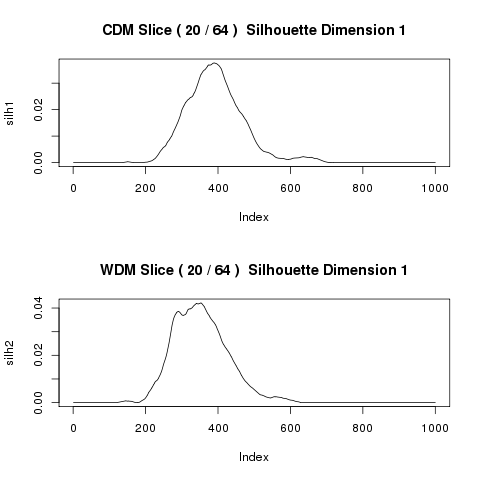 CDM Slice ( 20 / 64 )  Silhouette Dimension 1
silh1
0.02
0.00
0 200 400 600 800 1000
Index
WDM Slice ( 20 / 64 )  Silhouette Dimension 1
silh2
0.04
0.02
0.00
0 200 400 600 800 1000
Index